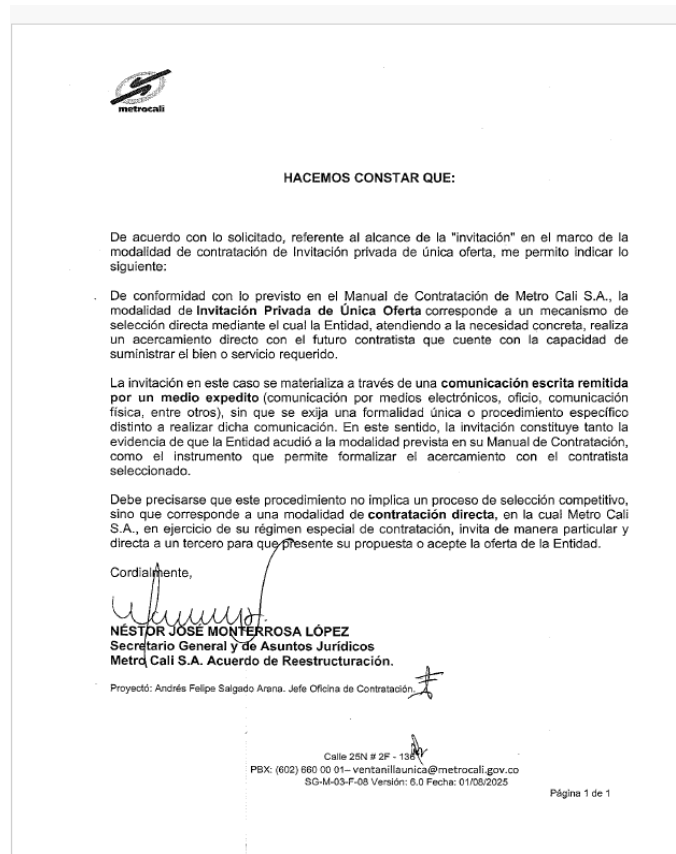 metrocali
HACEMOS CONSTAR QUE:
De acuerdo con lo solicitado, referente al alcance de la "invitación" en el marco de la
modalidad de contratación de Invitación privada de única oferta, me permito indicar lo
siguiente:
De conformidad con lo previsto en el Manual de Contratación de Metro Cali S.A., la
modalidad de Invitación Privada de Única Oferta corresponde a un mecanismo de
selección directa mediante el cual la Entidad, atendiendo a la necesidad concreta, realiza
un acercamiento directo con el futuro contratista que cuente con la capacidad de
suministrar el bien o servicio requerido.
La invitación en este caso se materializa a través de una comunicación escrita remitida
por un medio expedito (comunicación por medios electrónicos, oficio, comunicación
física, entre otros), sin que se exija una formalidad única o procedimiento específico
distinto a realizar dicha comunicación. En este sentido, la invitación constituye tanto la
evidencia de que la Entidad acudió a la modalidad prevista en su Manual de Contratación,
como el instrumento que permite formalizar el acercamiento con el contratista
seleccionado.
Debe precisarse que este procedimiento no implica un proceso de selección competitivo,
sino que corresponde a una modalidad de contratación directa, en la cual Metro Cali
S.A., en ejercicio de su régimen especial de contratación, invita de manera particular y
directa a un tercero para que presente su propuesta o acepte la oferta de la Entidad.
Cordialmente,
NÉSTOR JOSÉ MONTERROSA LÓPEZ
Secretario General y de Asuntos Jurídicos
Metro Cali S.A. Acuerdo de Reestructuración.
Proyectó: Andrés Felipe Salgado Arana. Jefe Oficina de Contratación.
Calle 25N # 2F - 136
PBX: (602) 660 00 01– ventanillaunica@metrocali.gov.co
SG-M-03-F-08 Versión: 6.0 Fecha: 01/08/2025
Página 1 de 1